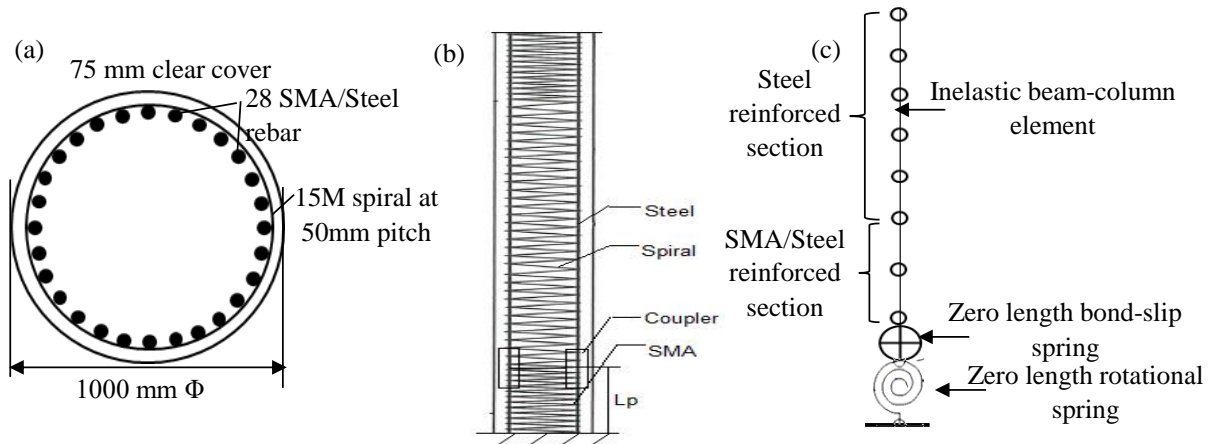 (a)
75 mm clear cover
28 SMA/Steel
rebar
15M spiral at
50mm pitch
1000 mm Φ
(b)
Steel
Spiral
Coupler
SMA
Lp
(c)
Steel
reinforced
section
Inelastic beam-column
element
SMA/Steel
reinforced
section
Zero length bond-slip
spring
Zero length rotational
spring